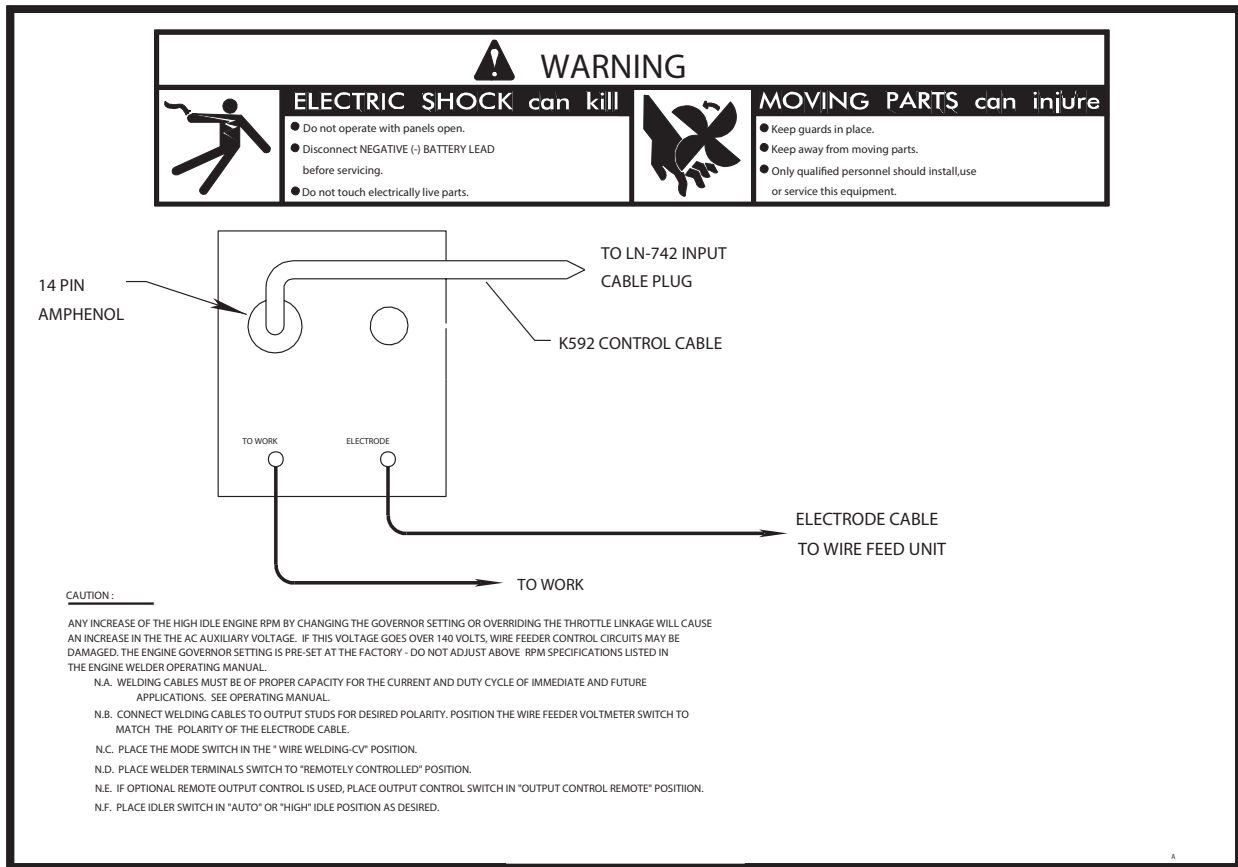 WARNING
ELECTRIC SHOCK can kill
● Do not operate with panels open.
● Disconnect NEGATIVE (-) BATTERY LEAD
before servicing.
● Do not touch electrically live parts.
MOVING PARTS can injure
● Keep guards in place.
● Keep away from moving parts.
● Only qualified personnel should install,use
or service this equipment.
14 PIN
AMPHENOL
TO LN-742 INPUT
CABLE PLUG
K592 CONTROL CABLE
TO WORK
ELECTRODE
ELECTRODE CABLE
TO WIRE FEED UNIT
TO WORK
CAUTION :
ANY INCREASE OF THE HIGH IDLE ENGINE RPM BY CHANGING THE GOVERNOR SETTING OR OVERRIDING THE THROTTLE LINKAGE WILL CAUSE
AN INCREASE IN THE THE AC AUXILIARY VOLTAGE. IF THIS VOLTAGE GOES OVER 140 VOLTS, WIRE FEEDER CONTROL CIRCUITS MAY BE
DAMAGED. THE ENGINE GOVERNOR SETTING IS PRE-SET AT THE FACTORY - DO NOT ADJUST ABOVE RPM SPECIFICATIONS LISTED IN
THE ENGINE WELDER OPERATING MANUAL.
N.A. WELDING CABLES MUST BE OF PROPER CAPACITY FOR THE CURRENT AND DUTY CYCLE OF IMMEDIATE AND FUTURE
APPLICATIONS. SEE OPERATING MANUAL.
N.B. CONNECT WELDING CABLES TO OUTPUT STUDS FOR DESIRED POLARITY. POSITION THE WIRE FEEDER VOLTMETER SWITCH TO
MATCH THE POLARITY OF THE ELECTRODE CABLE.
N.C. PLACE THE MODE SWITCH IN THE " WIRE WELDING-CV" POSITION.
N.D. PLACE WELDER TERMINALS SWITCH TO "REMOTELY CONTROLLED" POSITION.
N.E. IF OPTIONAL REMOTE OUTPUT CONTROL IS USED, PLACE OUTPUT CONTROL SWITCH IN "OUTPUT CONTROL REMOTE" POSITIION.
N.F. PLACE IDLER SWITCH IN "AUTO" OR "HIGH" IDLE POSITION AS DESIRED.
A